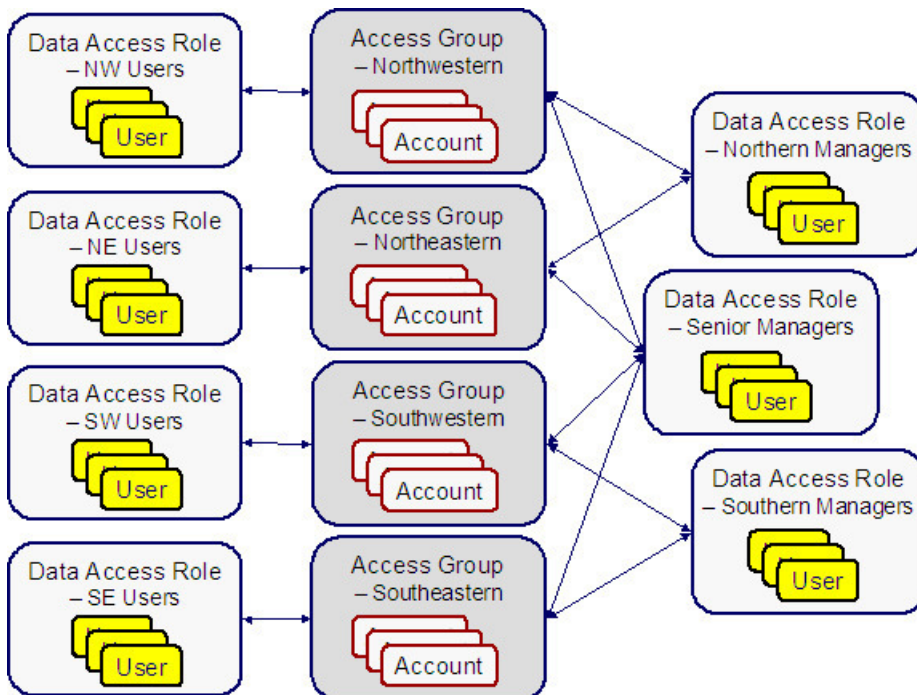 Data Access Role
– NW Users
User
Access Group
– Northwestern
Account
Data Access Role
– Northern Managers
User
Data Access Role
– NE Users
User
Access Group
– Northeastern
Account
Data Access Role
– Senior Managers
User
Data Access Role
– SW Users
User
Access Group
– Southwestern
Account
Data Access Role
– Southern Managers
User
Data Access Role
– SE Users
User
Access Group
– Southeastern
Account